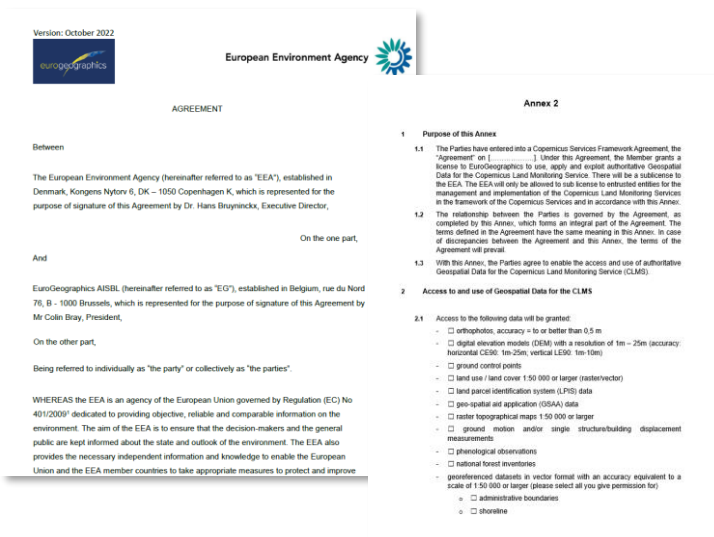 Version: October 2022
eurogeographics
European Environment Agency
AGREEMENT
Between
The European Environment Agency (hereinafter referred to as "EEA"), established in
Denmark, Kongens Nytorv 6, DK – 1050 Copenhagen K, which is represented for the
purpose of signature of this Agreement by Dr. Hans Bruyninckx, Executive Director,
On the one part,
And
EuroGeographics AISBL (hereinafter referred to as "EG"), established in Belgium, rue du Nord
76, B - 1000 Brussels, which is represented for the purpose of signature of this Agreement by
Mr Colin Bray, President,
On the other part,
Being referred to individually as "the party" or collectively as "the parties".
WHEREAS the EEA is an agency of the European Union governed by Regulation (EC) No
401/2009¹ dedicated to providing objective, reliable and comparable information on the
environment. The aim of the EEA is to ensure that the decision-makers and the general
public are kept informed about the state and outlook of the environment. The EEA also
provides the necessary independent information and knowledge to enable the European
Union and the EEA member countries to take appropriate measures to protect and improve
Annex 2
1 Purpose of this Annex
1.1 The Parties have entered into a Copernicus Services Framework Agreement, the
"Agreement" on [.................]. Under this Agreement, the Member grants a
license to EuroGeographics to use, apply and exploit authoritative Geospatial
Data for the Copernicus Land Monitoring Service. There will be a sublicense to
the EEA. The EEA will only be allowed to sub license to entrusted entities for the
management and implementation of the Copernicus Land Monitoring Services
in the framework of the Copernicus Services and in accordance with this Annex.
1.2 The relationship between the Parties is governed by the Agreement, as
completed by this Annex, which forms an integral part of the Agreement. The
terms defined in the Agreement have the same meaning in this Annex. In case
of discrepancies between the Agreement and this Annex, the terms of the
Agreement will prevail.
1.3 With this Annex, the Parties agree to enable the access and use of authoritative
Geospatial Data for the Copernicus Land Monitoring Service (CLMS).
2 Access to and use of Geospatial Data for the CLMS
2.1 Access to the following data will be granted:
- ☐ orthophotos, accuracy = to or better than 0,5 m
- ☐ digital elevation models (DEM) with a resolution of 1m – 25m (accuracy:
horizontal CE90: 1m-25m; vertical LE90: 1m-10m)
- ☐ ground control points
- ☐ land use / land cover 1:50 000 or larger (raster/vector)
- ☐ land parcel identification system (LPIS) data
- ☐ geo-spatial aid application (GSAA) data
- ☐ raster topographical maps 1:50 000 or larger
- ☐ ground motion and/or single structure/building displacement
measurements
- ☐ phenological observations
- ☐ national forest inventories
- georeferenced datasets in vector format with an accuracy equivalent to a
scale of 1:50 000 or larger (please select all you give permission for)
o ☐ administrative boundaries
o ☐ shoreline